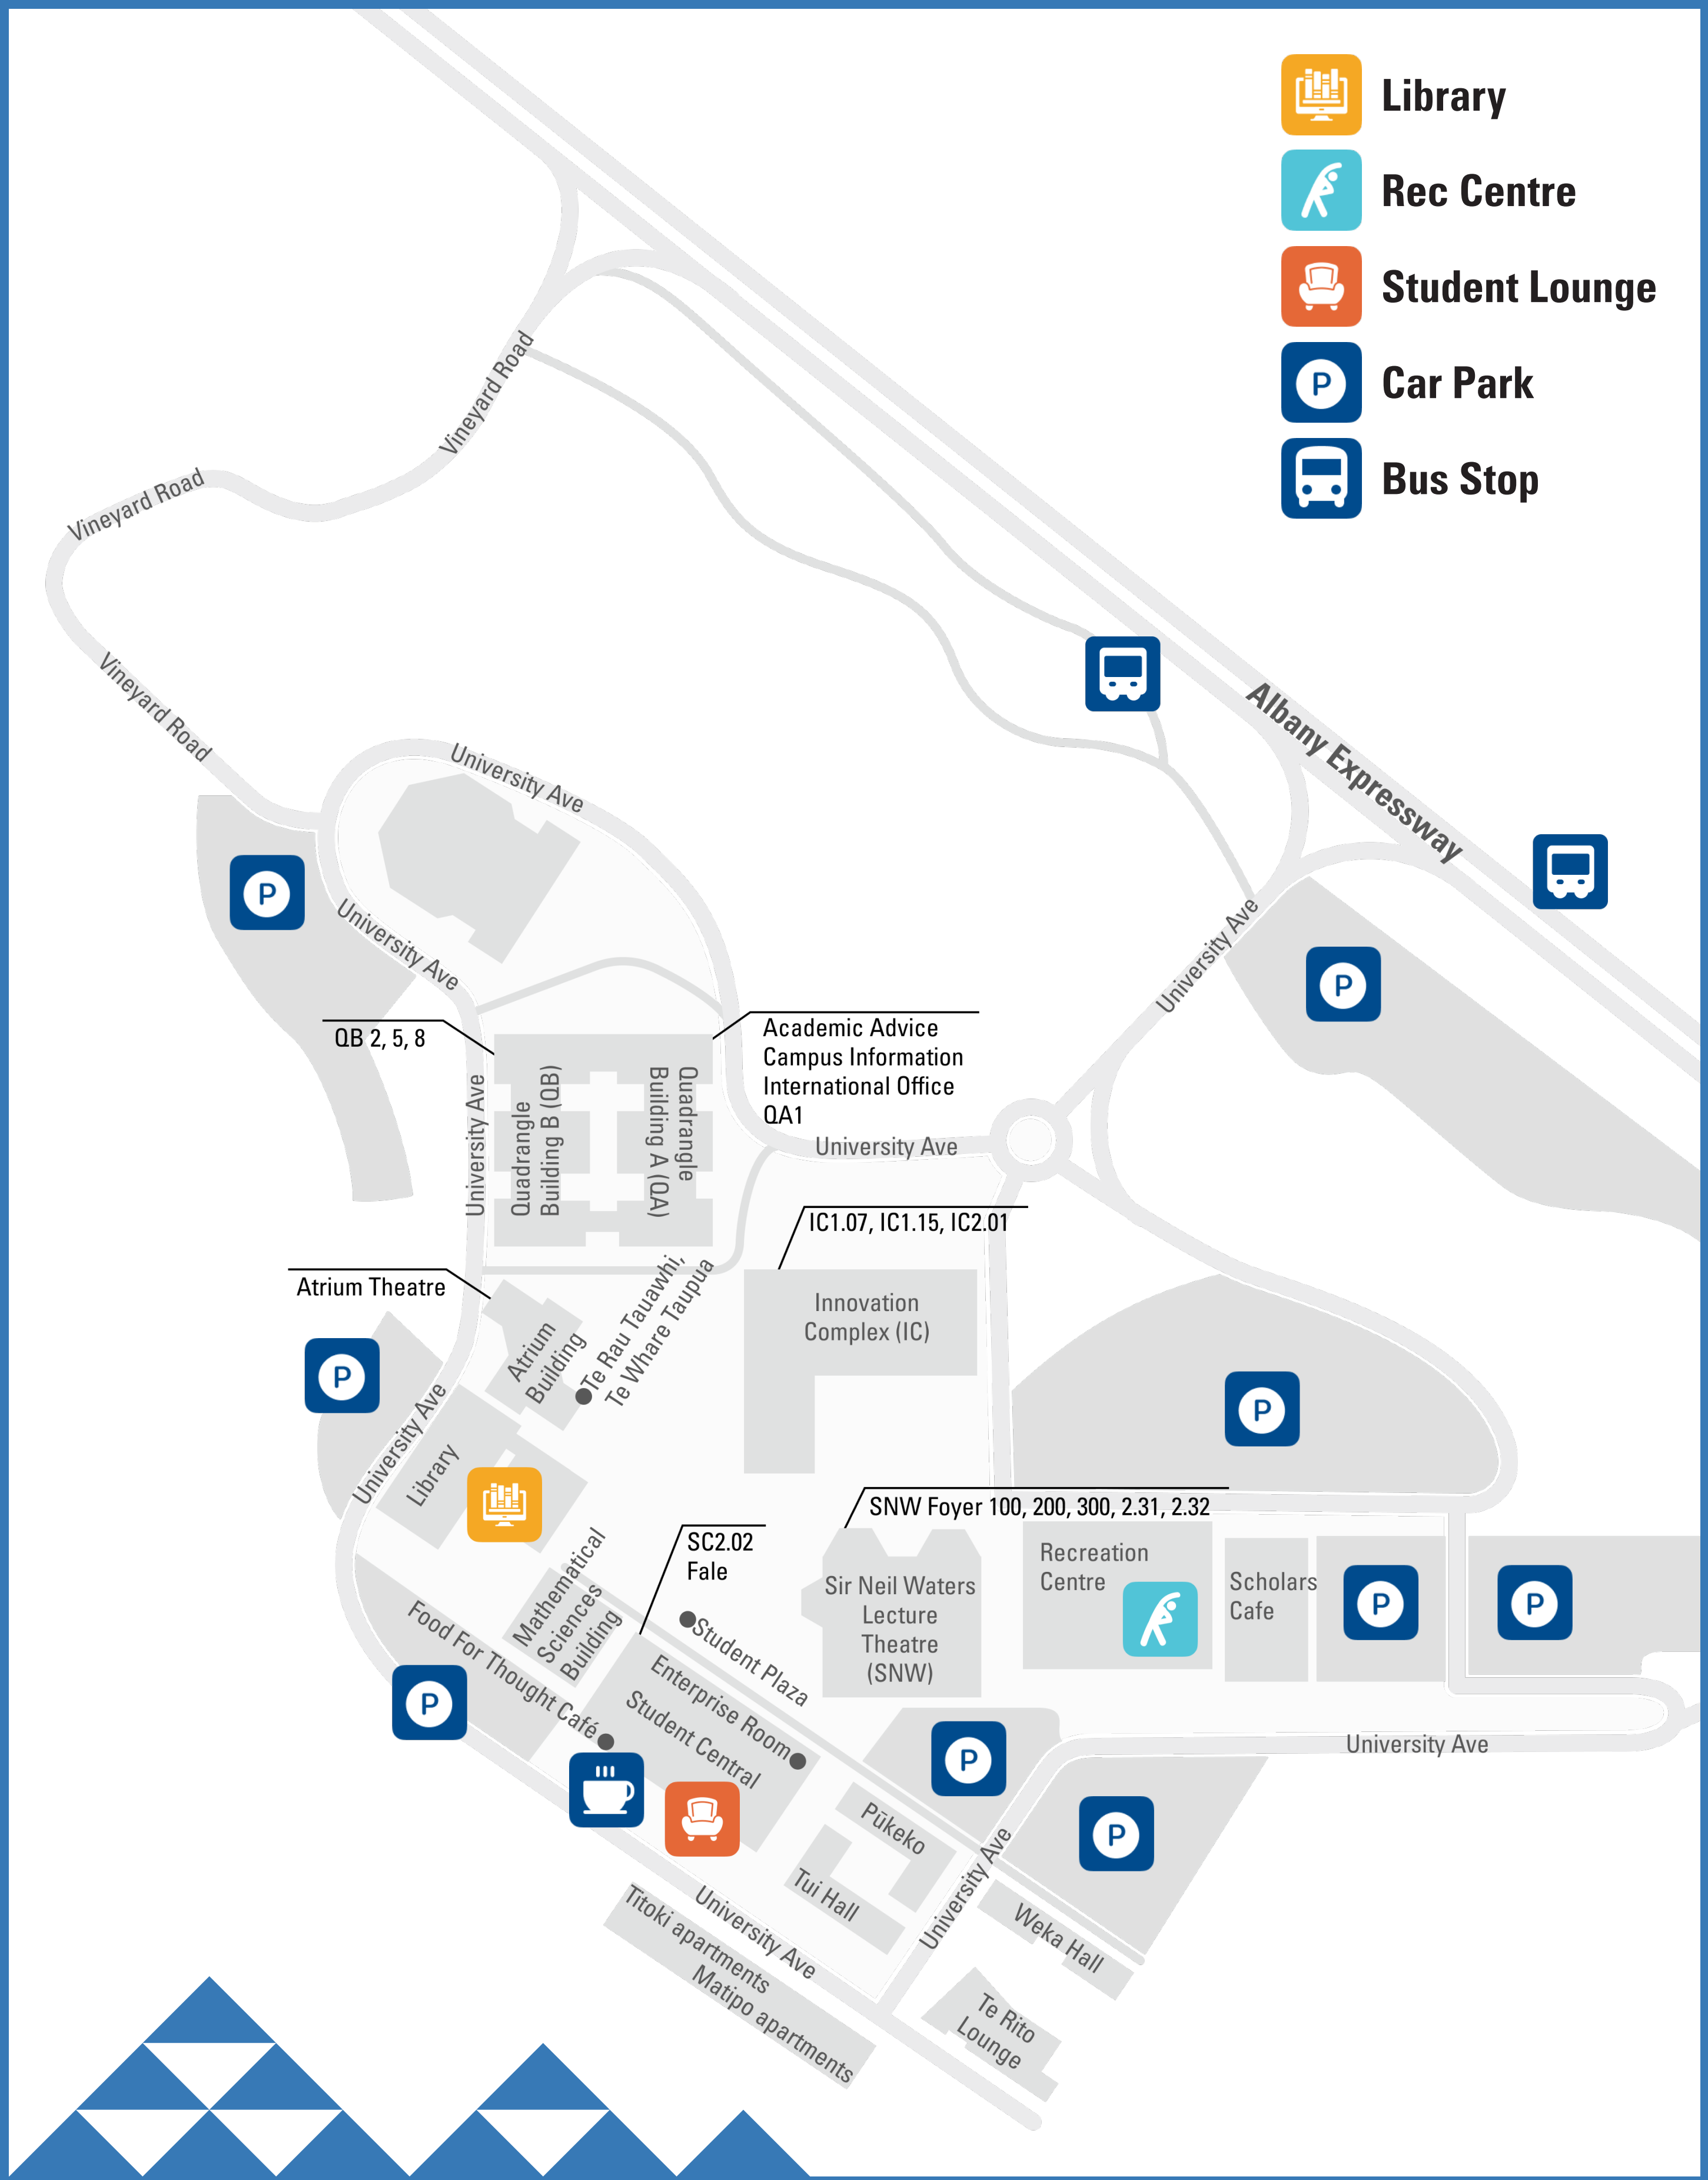 Library
Rec Centre
Student Lounge
P Car Park
Bus Stop
Vineyard Road
Vineyard Road
Vineyard Road
Albany Expressway
University Ave
P
University Ave
University Ave
P
QB 2, 5, 8
Academic Advice
Campus Information
International Office
QA1
University Ave
Quadrangle
Building B (QB)
Quadrangle
Building A (QA)
University Ave
IC1.07, IC1.15, IC2.01
Atrium Theatre
Innovation
Complex (IC)
Te Rau Tauawhi,
Te Whare Taupua
Atrium
Building
P
P
University Ave
Library
SNW Foyer 100, 200, 300, 2.31, 2.32
SC2.02
Fale
Recreation
Centre
Scholars
Cafe
P
P
Sir Neil Waters
Lecture
Theatre
(SNW)
Mathematical
Sciences
Building
Student Plaza
Food For Thought Café
Enterprise Room
Student Central
P
P
University Ave
P
Pūkeko
Tui Hall
University Ave
Weka Hall
University Ave
Titoki apartments
Matipo apartments
Te Rito
Lounge